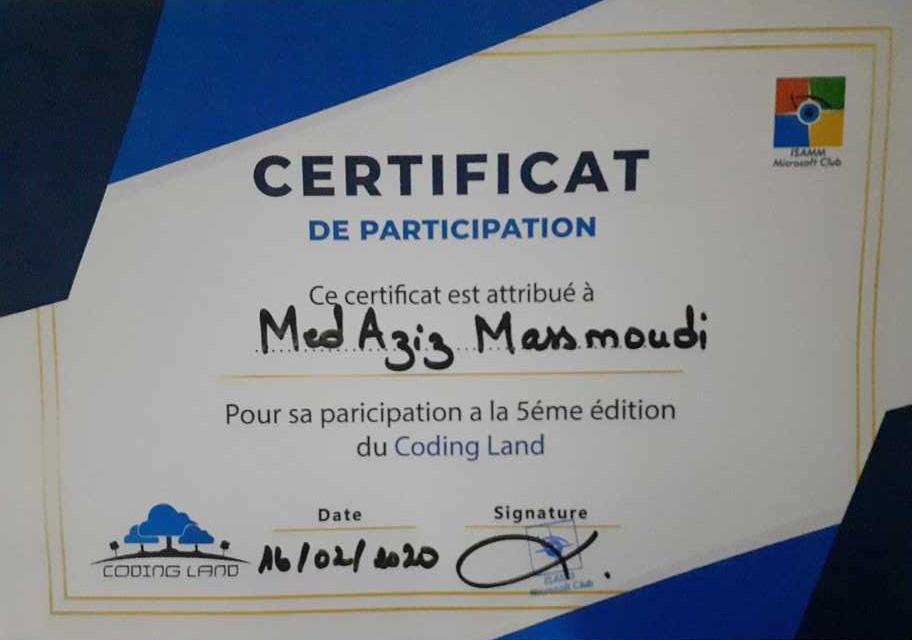 ISAMM
Microsoft Club
CERTIFICAT
DE PARTICIPATION
Ce certificat est attribué à
Med Aziz Massmoudi
Pour sa paricipation a la 5éme édition
du Coding Land
Date
Signature
CODING LAND
16/02/2020
ISAMM
Microsoft Club